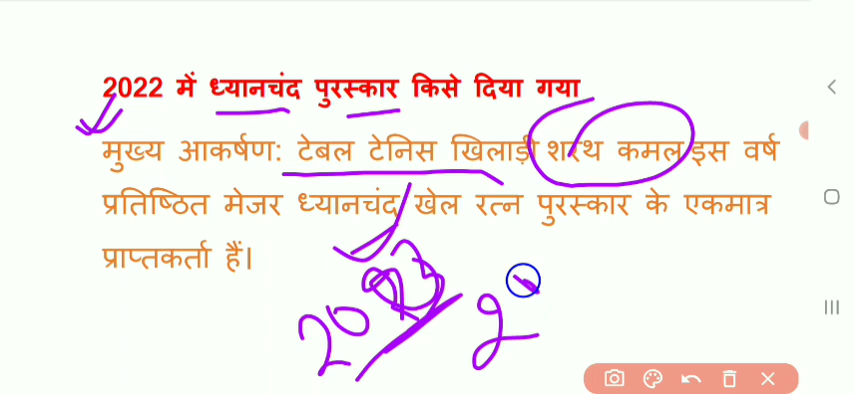 2022 में ध्यानचंद पुरस्कार किसे दिया गया
मुख्य आकर्षण: टेबल टेनिस खिलाड़ी शरथ कमल इस वर्ष
प्रतिष्ठित मेजर ध्यानचंद खेल रत्न पुरस्कार के एकमात्र
प्राप्तकर्ता हैं।